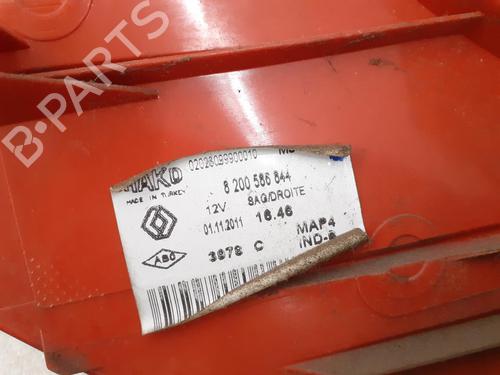 B-PARTS
02028099900010
MAKO
MADE IN TURKEY
8 200 586 844
12V SAG/DROITE
01.11.2011 16.46
ABO 3878 C
MAP4
IND-B